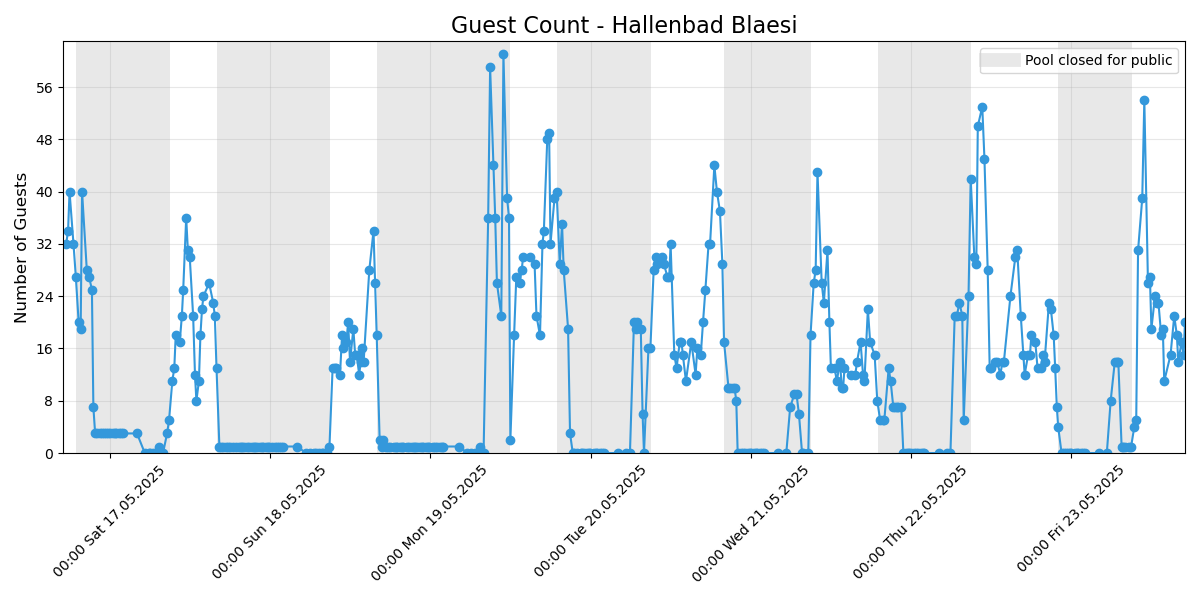 Guest Count - Hallenbad Blaesi
Pool closed for public
Number of Guests
56
48
40
32
24
16
8
0
00:00 Sat 17.05.2025
00:00 Sun 18.05.2025
00:00 Mon 19.05.2025
00:00 Tue 20.05.2025
00:00 Wed 21.05.2025
00:00 Thu 22.05.2025
00:00 Fri 23.05.2025